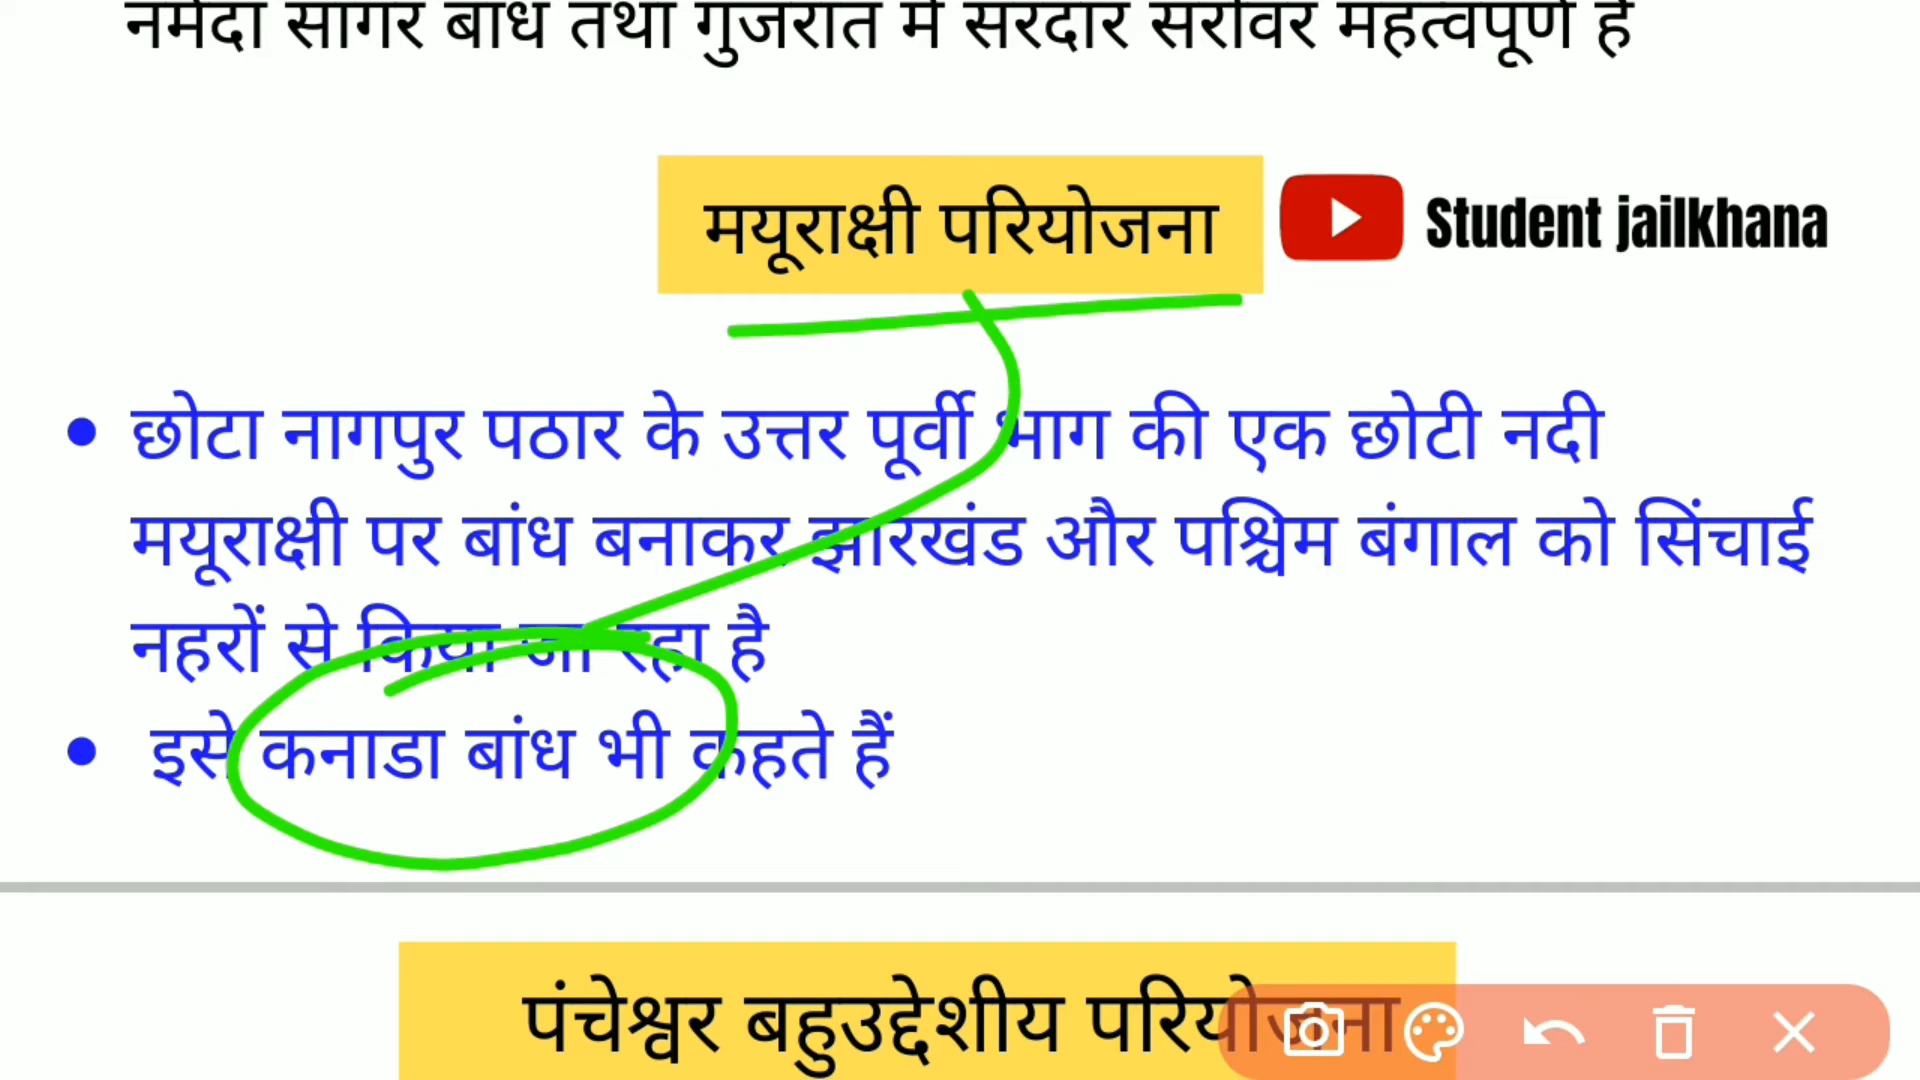 नर्मदा सागर बांध तथा गुजरात में सरदार सरोवर महत्वपूर्ण है
मयूराक्षी परियोजना
Student jailkhana
छोटा नागपुर पठार के उत्तर पूर्वी भाग की एक छोटी नदी
मयूराक्षी पर बांध बनाकर झारखंड और पश्चिम बंगाल को सिंचाई
नहरों से किया जा रहा है
इसे कनाडा बांध भी कहते हैं
पंचेश्वर बहुउद्देशीय परियोजना